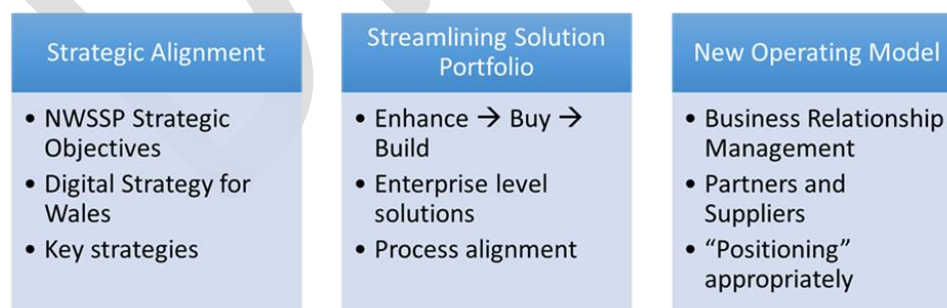 Strategic Alignment
• NWSSP Strategic
Objectives
• Digital Strategy for
Wales
• Key strategies
Streamlining Solution
Portfolio
• Enhance → Buy →
Build
• Enterprise level
solutions
• Process alignment
New Operating Model
• Business Relationship
Management
• Partners and
Suppliers
• “Positioning”
appropriately